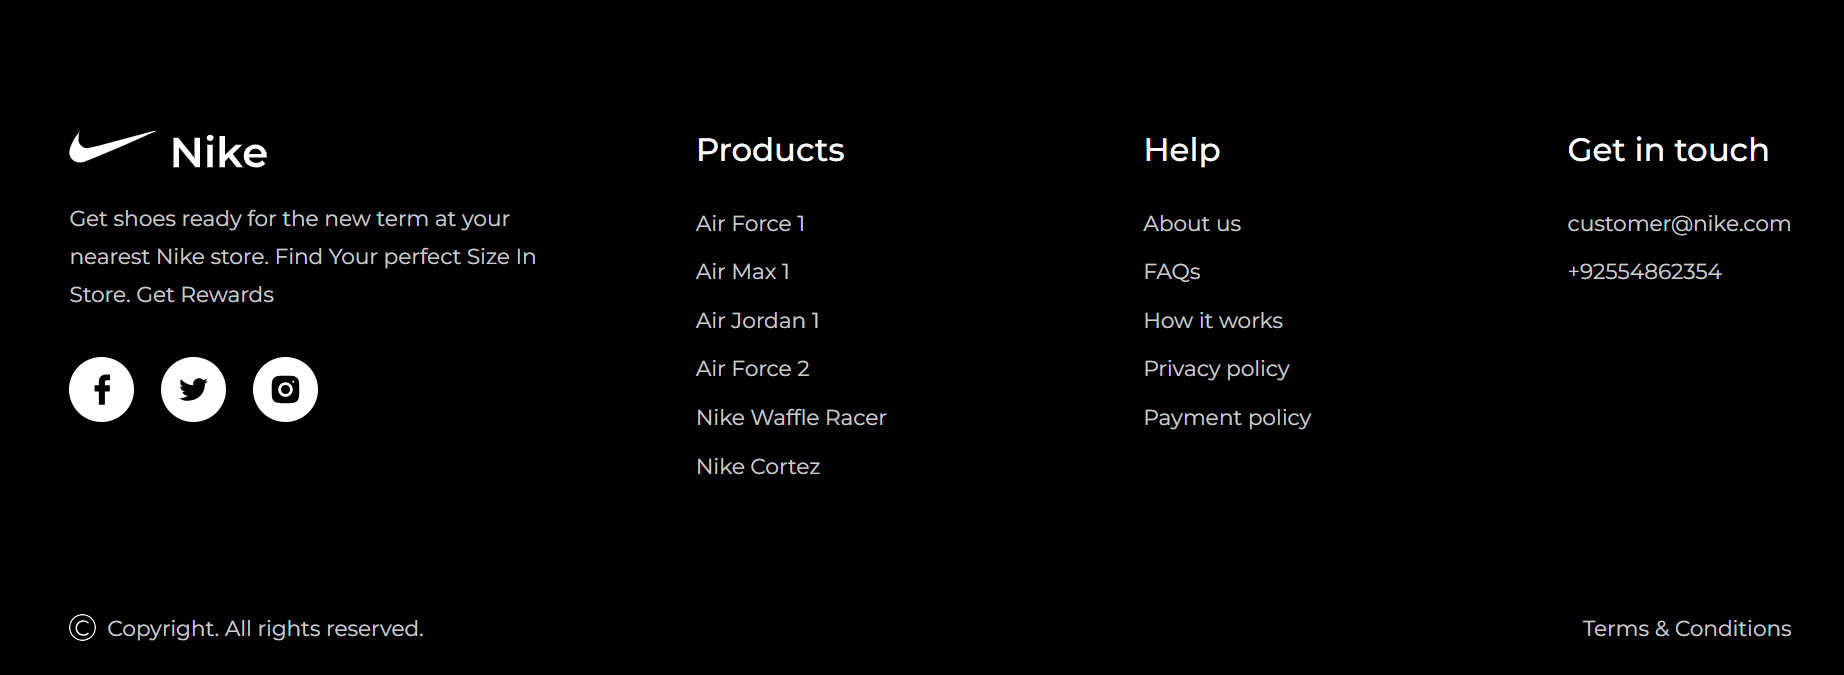 Nike
Get shoes ready for the new term at your
nearest Nike store. Find Your perfect Size In
Store. Get Rewards
Products
Air Force 1
Air Max 1
Air Jordan 1
Air Force 2
Nike Waffle Racer
Nike Cortez
Help
About us
FAQs
How it works
Privacy policy
Payment policy
Get in touch
customer@nike.com
+92554862354
© Copyright. All rights reserved.
Terms & Conditions